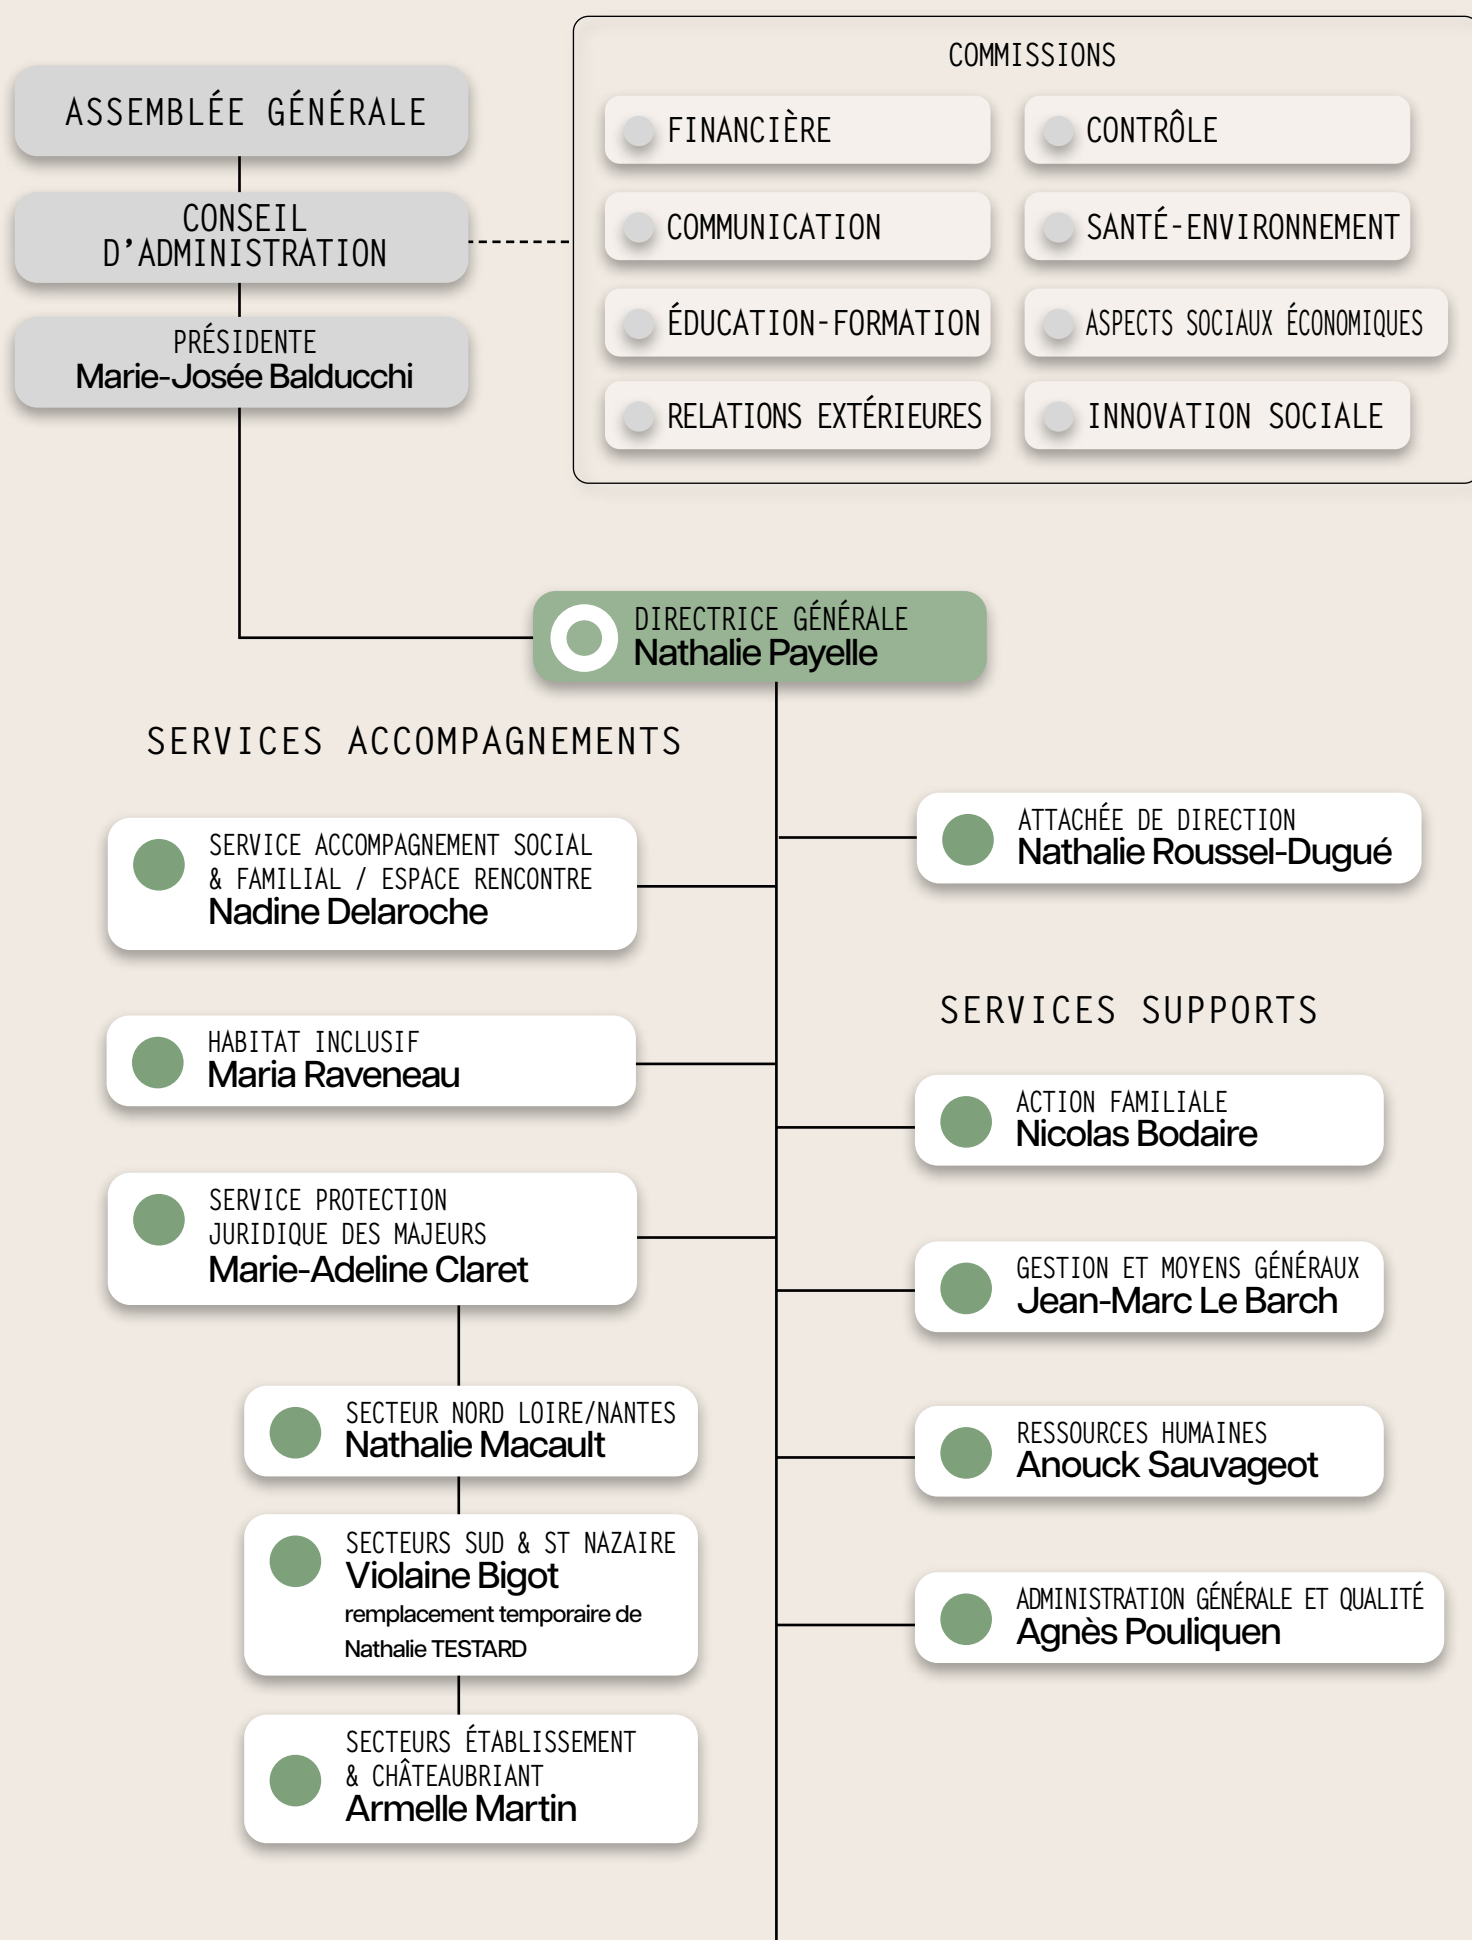 ASSEMBLÉE GÉNÉRALE
CONSEIL
D’ADMINISTRATION
PRÉSIDENTE
Marie-Josée Balducchi
COMMISSIONS
FINANCIÈRE
CONTRÔLE
COMMUNICATION
SANTÉ-ENVIRONNEMENT
ÉDUCATION-FORMATION
ASPECTS SOCIAUX ÉCONOMIQUES
RELATIONS EXTÉRIEURES
INNOVATION SOCIALE
DIRECTRICE GÉNÉRALE
Nathalie Payelle
SERVICES ACCOMPAGNEMENTS
SERVICE ACCOMPAGNEMENT SOCIAL
& FAMILIAL / ESPACE RENCONTRE
Nadine Delaroche
HABITAT INCLUSIF
Maria Raveneau
SERVICE PROTECTION
JURIDIQUE DES MAJEURS
Marie-Adeline Claret
SECTEUR NORD LOIRE/NANTES
Nathalie Macault
SECTEURS SUD & ST NAZAIRE
Violaine Bigot
remplacement temporaire de
Nathalie TESTARD
SECTEURS ÉTABLISSEMENT
& CHÂTEAUBRIANT
Armelle Martin
ATTACHÉE DE DIRECTION
Nathalie Roussel-Dugué
SERVICES SUPPORTS
ACTION FAMILIALE
Nicolas Bodaire
GESTION ET MOYENS GÉNÉRAUX
Jean-Marc Le Barch
RESSOURCES HUMAINES
Anouck Sauvageot
ADMINISTRATION GÉNÉRALE ET QUALITÉ
Agnès Pouliquen